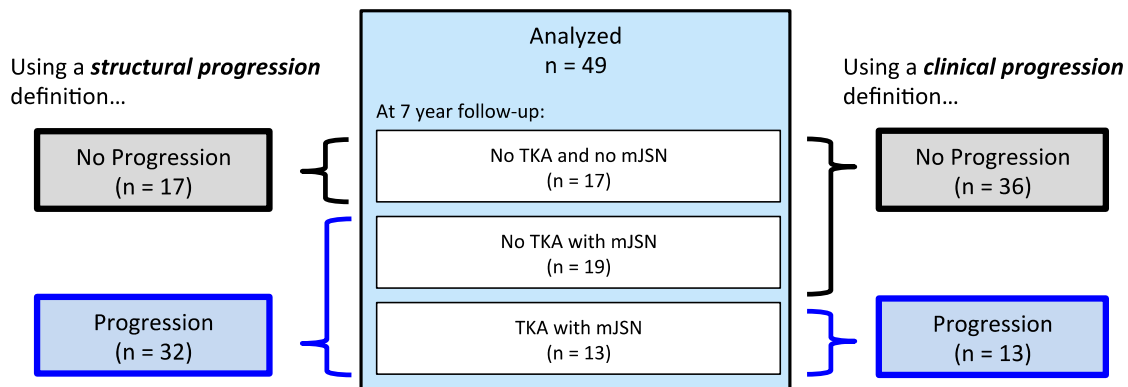 Using a structural progression
definition...
No Progression
(n = 17)
Progression
(n = 32)
Analyzed
n = 49
At 7 year follow-up:
No TKA and no mJSN
(n = 17)
No TKA with mJSN
(n = 19)
TKA with mJSN
(n = 13)
Using a clinical progression
definition...
No Progression
(n = 36)
Progression
(n = 13)